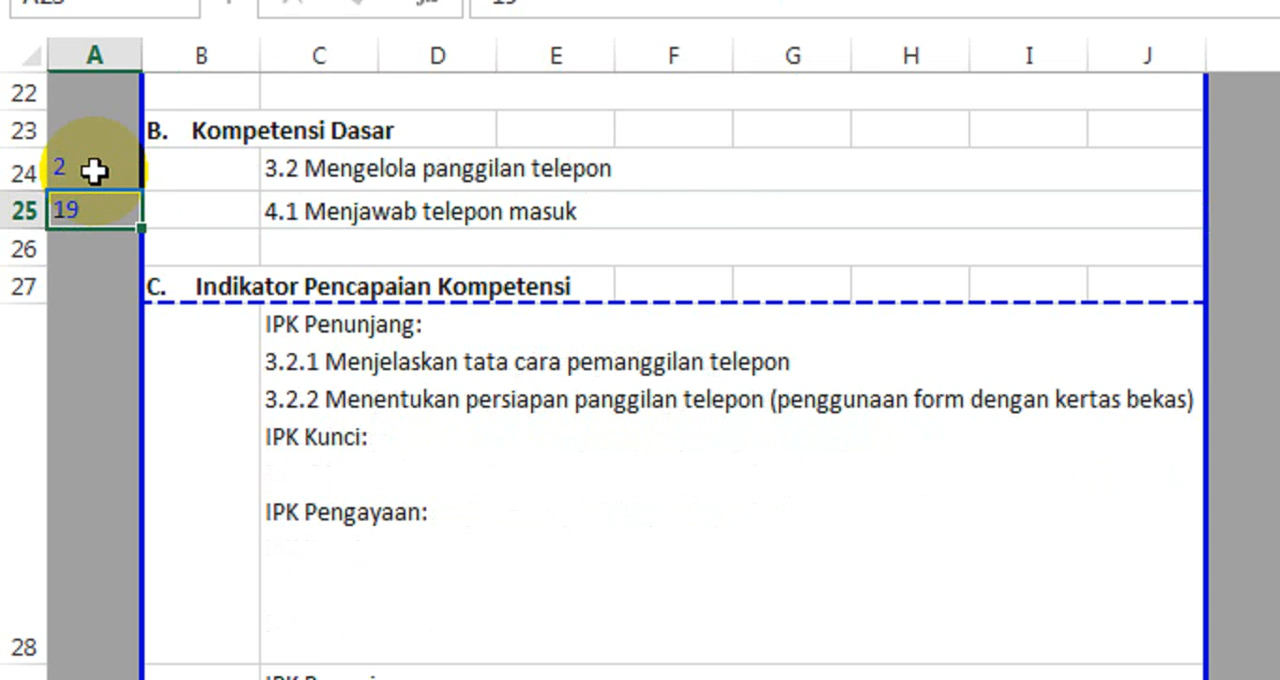 A B C D E F G H I J
22
23 B. Kompetensi Dasar
24 2 3.2 Mengelola panggilan telepon
25 19 4.1 Menjawab telepon masuk
26
27 C. Indikator Pencapaian Kompetensi
IPK Penunjang:
3.2.1 Menjelaskan tata cara pemanggilan telepon
3.2.2 Menentukan persiapan panggilan telepon (penggunaan form dengan kertas bekas)
IPK Kunci:
IPK Pengayaan:
28